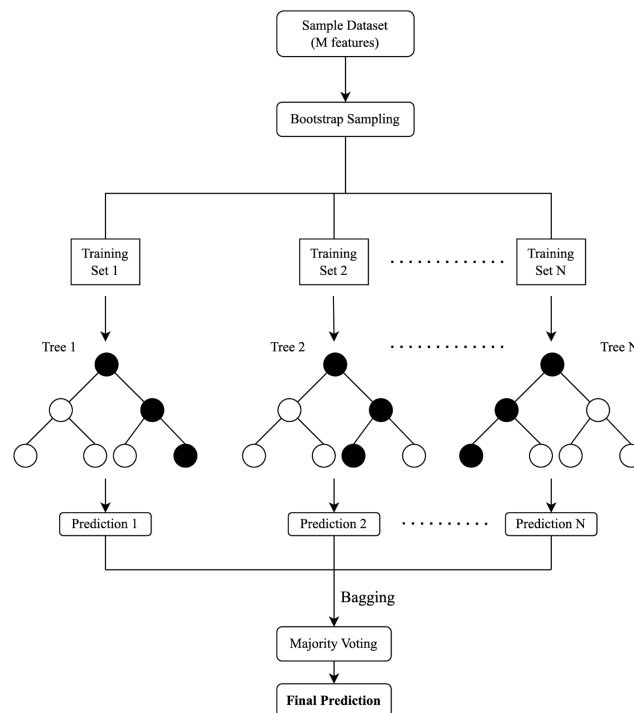 Sample Dataset
(M features)
Bootstrap Sampling
Training
Set 1
Training
Set 2
Training
Set N
Tree 1
Tree 2
Tree N
Prediction 1
Prediction 2
Prediction N
Bagging
Majority Voting
Final Prediction